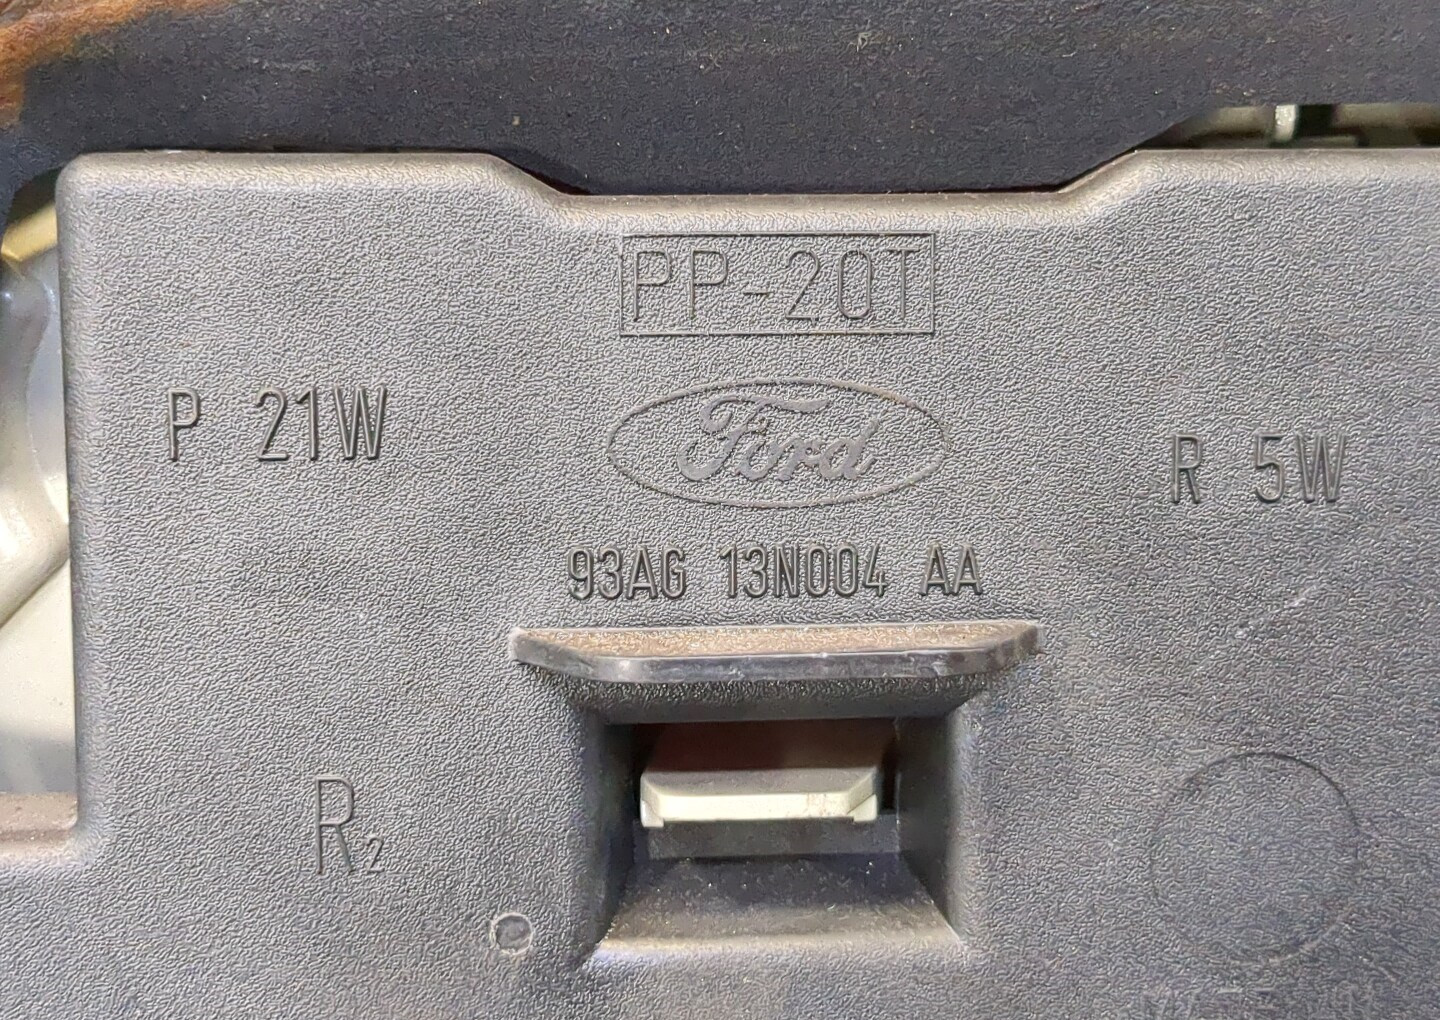 PP-20T
P 21W
Ford
R 5W
93AG 13N004 AA
R2